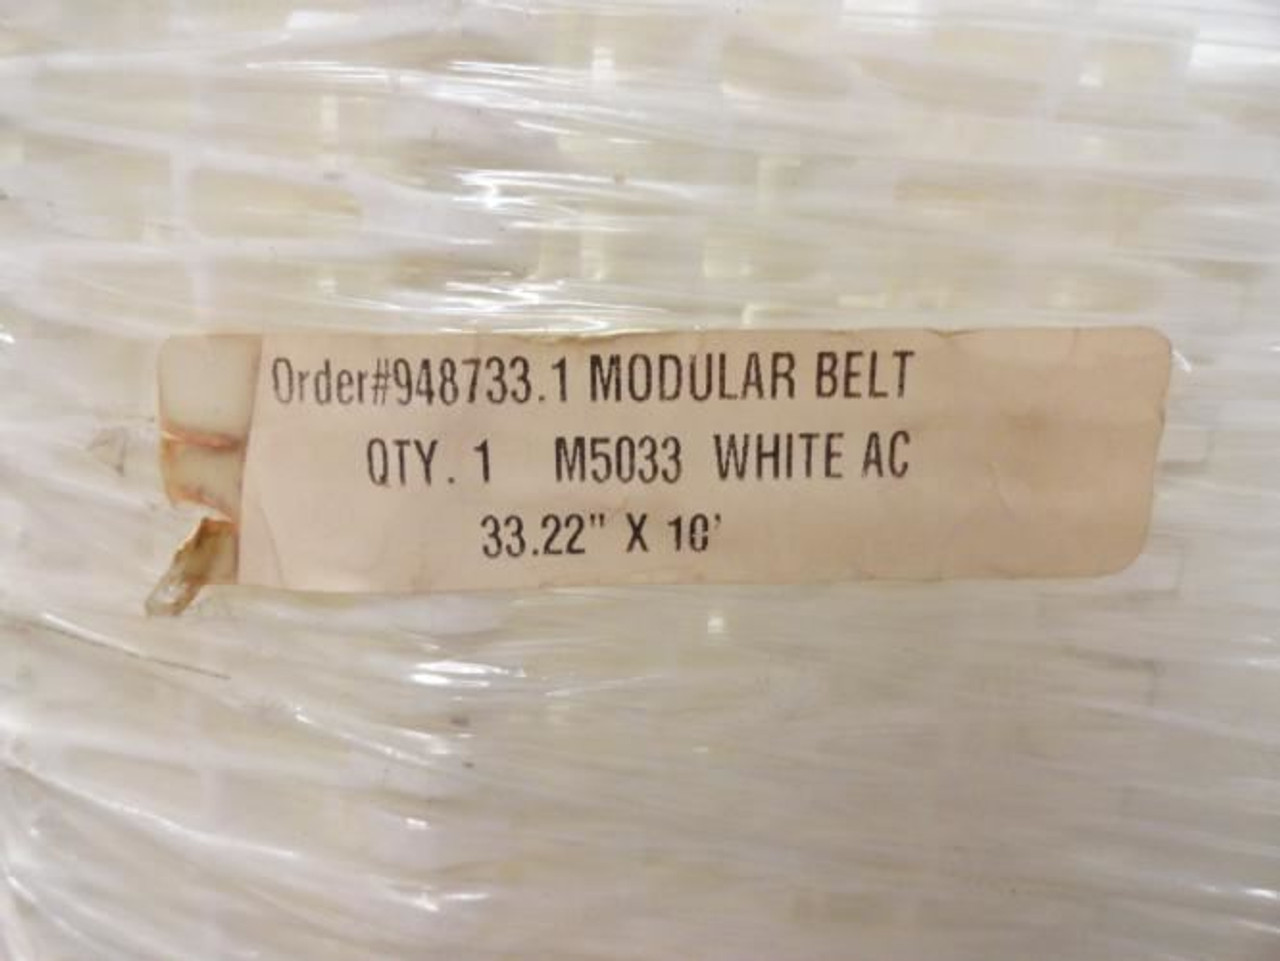 Order#948733.1 MODULAR BELT
QTY. 1 M5033 WHITE AC
33.22" X 10'